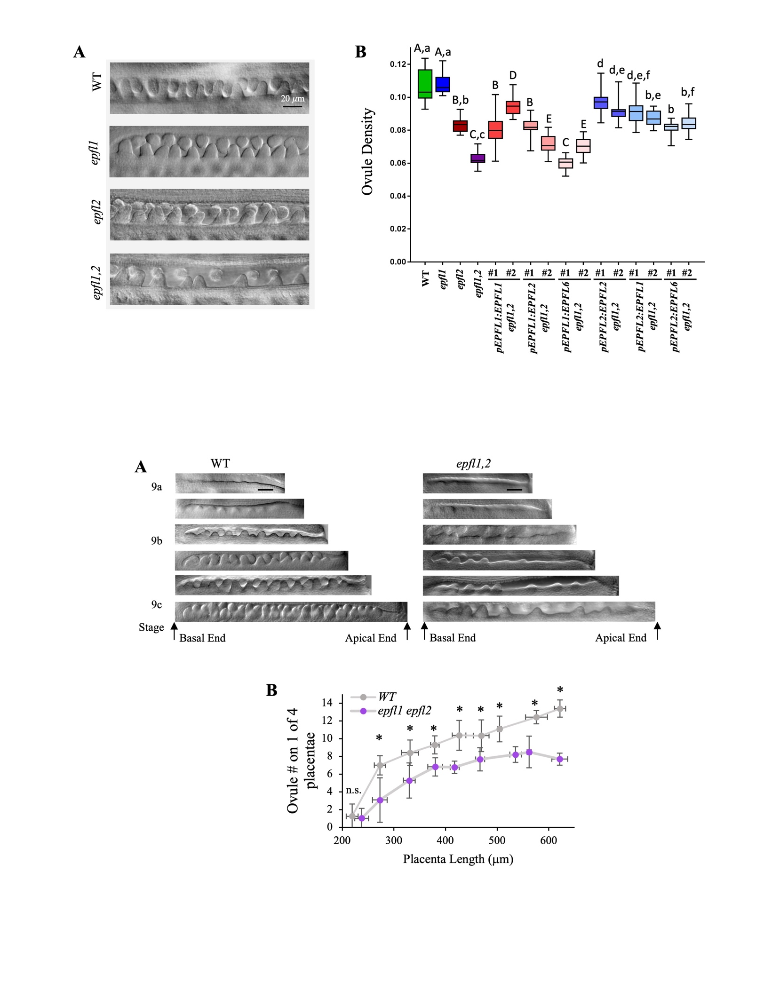 A
WT
20 μm
epfl1
epfl2
epfl1,2
B
Ovule Density
0.12
0.10
0.08
0.06
0.04
0.02
0.00
A,a
A,a
B,b
C,c
B
D
B
E
C
E
d
d,e
d,e,f
b,e
b
b,f
WT
epfl1
epfl2
epfl1,2
#1 #2
pEPFL1:EPFL1
epfl1,2
#1 #2
pEPFL1:EPFL2
epfl1,2
#1 #2
pEPFL1:EPFL6
epfl1,2
#1 #2
pEPFL2:EPFL2
epfl1,2
#1 #2
pEPFL2:EPFL1
epfl1,2
#1 #2
pEPFL2:EPFL6
epfl1,2
A
WT
epfl1,2
9a
9b
9c
Stage
Basal End
Apical End
Basal End
Apical End
B
WT
epfl1 epfl2
Ovule # on 1 of 4
placentae
14
12
10
8
6
4
2
0
n.s.
* * * * * * * *
200 300 400 500 600
Placenta Length (μm)